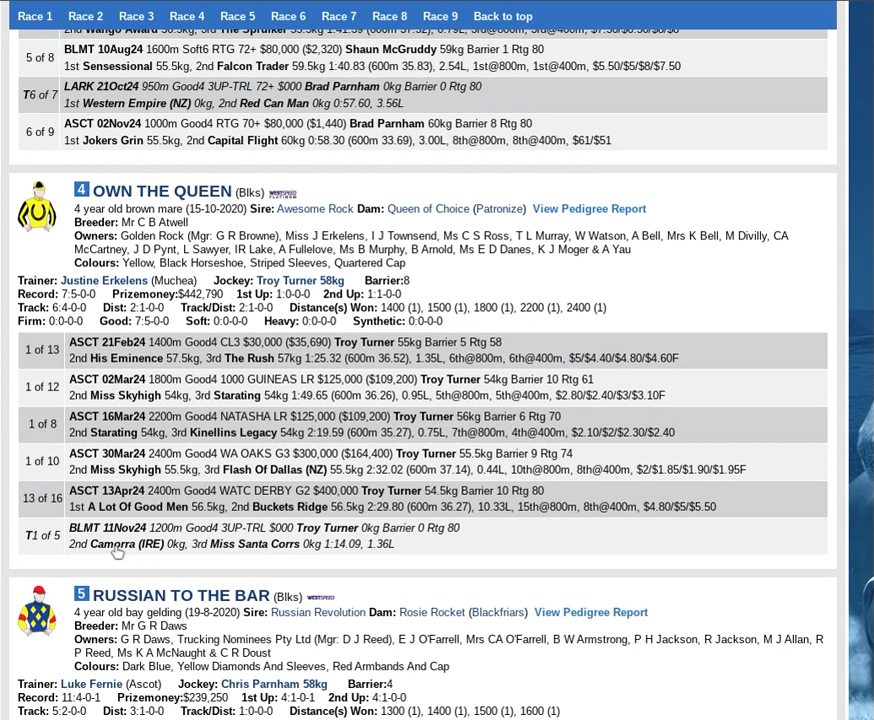 Race 1 Race 2 Race 3 Race 4 Race 5 Race 6 Race 7 Race 8 Race 9 Back to top
5 of 8 BLMT 10Aug24 1600m Soft6 RTG 72+ $80,000 ($2,320) Shaun McGruddy 59kg Barrier 1 Rtg 80
1st Sensessional 55.5kg, 2nd Falcon Trader 59.5kg 1:40.83 (600m 35.83), 2.54L, 1st@800m, 1st@400m, $5.50/$5/$8/$7.50
T6 of 7 LARK 21Oct24 950m Good4 3UP-TRL 72+ $000 Brad Parnham 0kg Barrier 0 Rtg 80
1st Western Empire (NZ) 0kg, 2nd Red Can Man 0kg 0:57.60, 3.56L
6 of 9 ASCT 02Nov24 1000m Good4 RTG 70+ $80,000 ($1,440) Brad Parnham 60kg Barrier 8 Rtg 80
1st Jokers Grin 55.5kg, 2nd Capital Flight 60kg 0:58.30 (600m 33.69), 3.00L, 8th@800m, 8th@400m, $61/$51
4 OWN THE QUEEN (Blks) WESTSPEED PLATINUM
4 year old brown mare (15-10-2020) Sire: Awesome Rock Dam: Queen of Choice (Patronize) View Pedigree Report
Breeder: Mr C B Atwell
Owners: Golden Rock (Mgr: G R Browne), Miss J Erkelens, I J Townsend, Ms C S Ross, T L Murray, W Watson, A Bell, Mrs K Bell, M Divilly, CA
McCartney, J D Pynt, L Sawyer, IR Lake, A Fullelove, Ms B Murphy, B Arnold, Ms E D Danes, K J Moger & A Yau
Colours: Yellow, Black Horseshoe, Striped Sleeves, Quartered Cap
Trainer: Justine Erkelens (Muchea) Jockey: Troy Turner 58kg Barrier:8
Record: 7:5-0-0 Prizemoney:$442,790 1st Up: 1:0-0-0 2nd Up: 1:1-0-0
Track: 6:4-0-0 Dist: 2:1-0-0 Track/Dist: 2:1-0-0 Distance(s) Won: 1400 (1), 1500 (1), 1800 (1), 2200 (1), 2400 (1)
Firm: 0:0-0-0 Good: 7:5-0-0 Soft: 0:0-0-0 Heavy: 0:0-0-0 Synthetic: 0:0-0-0
1 of 13 ASCT 21Feb24 1400m Good4 CL3 $30,000 ($35,690) Troy Turner 55kg Barrier 5 Rtg 58
2nd His Eminence 57.5kg, 3rd The Rush 57kg 1:25.32 (600m 36.52), 1.35L, 6th@800m, 6th@400m, $5/$4.40/$4.80/$4.60F
1 of 12 ASCT 02Mar24 1800m Good4 1000 GUINEAS LR $125,000 ($109,200) Troy Turner 54kg Barrier 10 Rtg 61
2nd Miss Skyhigh 54kg, 3rd Starating 54kg 1:49.65 (600m 36.26), 0.95L, 5th@800m, 5th@400m, $2.80/$2.40/$3/$3.10F
1 of 8 ASCT 16Mar24 2200m Good4 NATASHA LR $125,000 ($109,200) Troy Turner 56kg Barrier 6 Rtg 70
2nd Starating 54kg, 3rd Kinellins Legacy 54kg 2:19.59 (600m 35.27), 0.75L, 7th@800m, 4th@400m, $2.10/$2/$2.30/$2.40
1 of 10 ASCT 30Mar24 2400m Good4 WA OAKS G3 $300,000 ($164,400) Troy Turner 55.5kg Barrier 9 Rtg 74
2nd Miss Skyhigh 55.5kg, 3rd Flash Of Dallas (NZ) 55.5kg 2:32.02 (600m 37.14), 0.44L, 10th@800m, 8th@400m, $2/$1.85/$1.90/$1.95F
13 of 16 ASCT 13Apr24 2400m Good4 WATC DERBY G2 $400,000 Troy Turner 54.5kg Barrier 10 Rtg 80
1st A Lot Of Good Men 56.5kg, 2nd Buckets Ridge 56.5kg 2:29.80 (600m 36.27), 10.33L, 15th@800m, 8th@400m, $4.80/$5/$5.50
T1 of 5 BLMT 11Nov24 1200m Good4 3UP-TRL $000 Troy Turner 0kg Barrier 0 Rtg 80
2nd Camorra (IRE) 0kg, 3rd Miss Santa Corrs 0kg 1:14.09, 1.36L
5 RUSSIAN TO THE BAR (Blks) WESTSPEED
4 year old bay gelding (19-8-2020) Sire: Russian Revolution Dam: Rosie Rocket (Blackfriars) View Pedigree Report
Breeder: Mr G R Daws
Owners: G R Daws, Trucking Nominees Pty Ltd (Mgr: D J Reed), E J O'Farrell, Mrs CA O'Farrell, B W Armstrong, P H Jackson, R Jackson, M J Allan, R
P Reed, Ms K A McNaught & C R Doust
Colours: Dark Blue, Yellow Diamonds And Sleeves, Red Armbands And Cap
Trainer: Luke Fernie (Ascot) Jockey: Chris Parnham 58kg Barrier:4
Record: 11:4-0-1 Prizemoney:$239,250 1st Up: 4:1-0-1 2nd Up: 4:1-0-0
Track: 5:2-0-0 Dist: 3:1-0-0 Track/Dist: 1:0-0-0 Distance(s) Won: 1300 (1), 1400 (1), 1500 (1), 1600 (1)